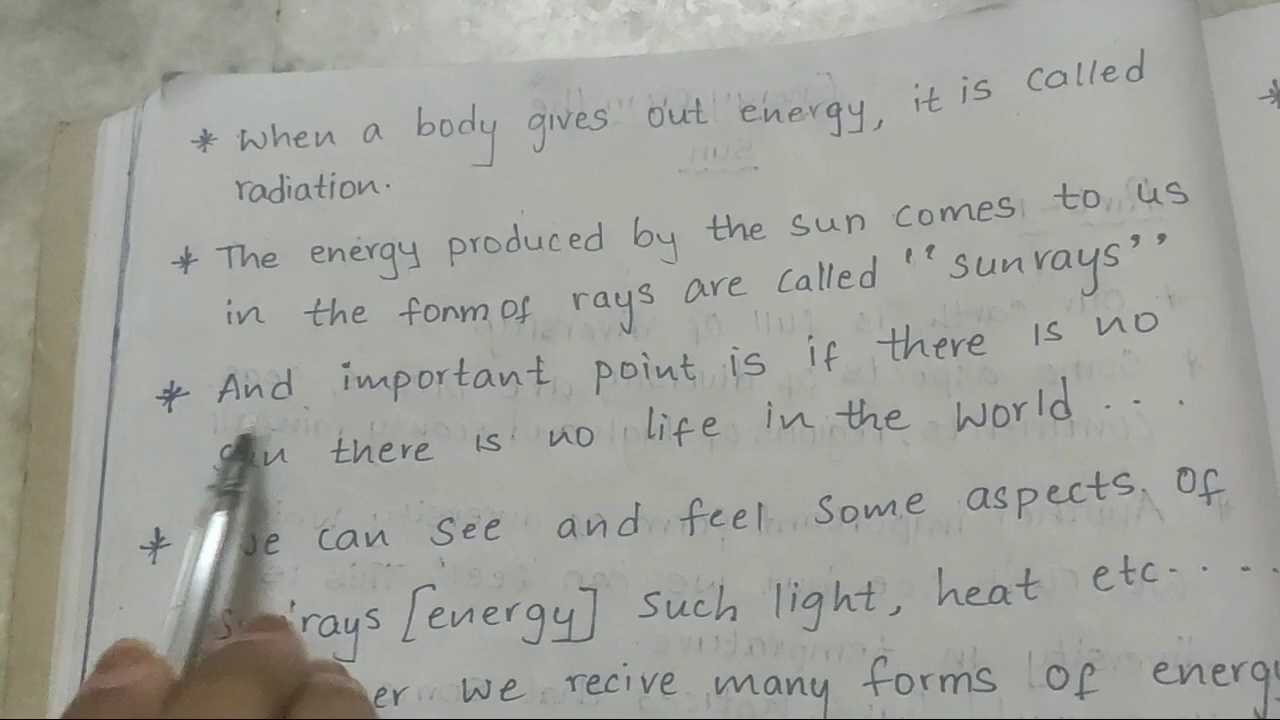 * When a body gives out energy, it is called
radiation.
* The energy produced by the sun comes to us
in the form of rays are called "sunrays"
* And important point is if there is no
there is no life in the world . . .
* can see and feel some aspects of
rays [energy] such light, heat etc. . . .
we recive many forms of energy
*